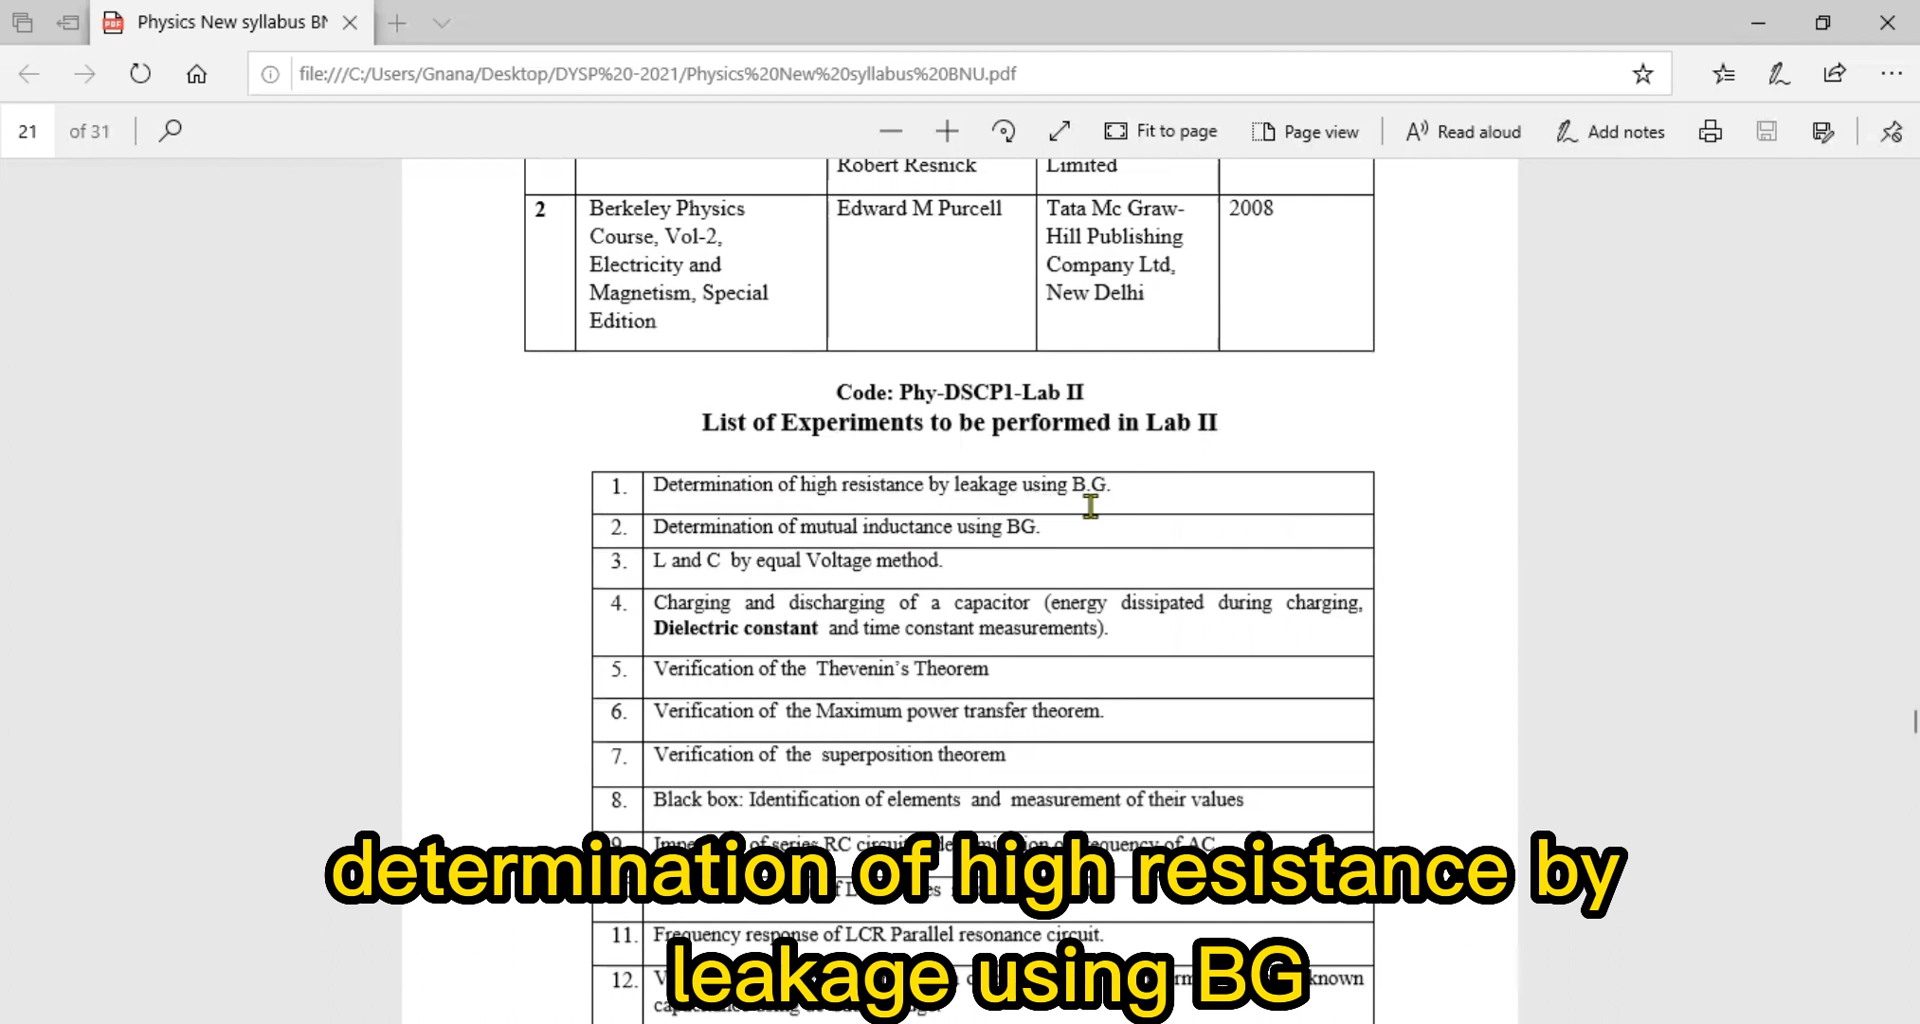 Physics New syllabus BN
file:///C:/Users/Gnana/Desktop/DYSP%20-2021/Physics%20New%20syllabus%20BNU.pdf
21 of 31 Fit to page Page view Read aloud Add notes
Robert Resnick Limited
2 Berkeley Physics Edward M Purcell Tata Mc Graw- 2008
Course, Vol-2, Hill Publishing
Electricity and Company Ltd,
Magnetism, Special New Delhi
Edition
Code: Phy-DSCP1-Lab II
List of Experiments to be performed in Lab II
1. Determination of high resistance by leakage using B.G.
2. Determination of mutual inductance using BG.
3. L and C by equal Voltage method.
4. Charging and discharging of a capacitor (energy dissipated during charging,
Dielectric constant and time constant measurements).
5. Verification of the Thevenin's Theorem
6. Verification of the Maximum power transfer theorem.
7. Verification of the superposition theorem
8. Black box: Identification of elements and measurement of their values
of series RC of AC
determination of high resistance by
11. Frequency response of LCR Parallel resonance circuit.
12.
leakage using BG